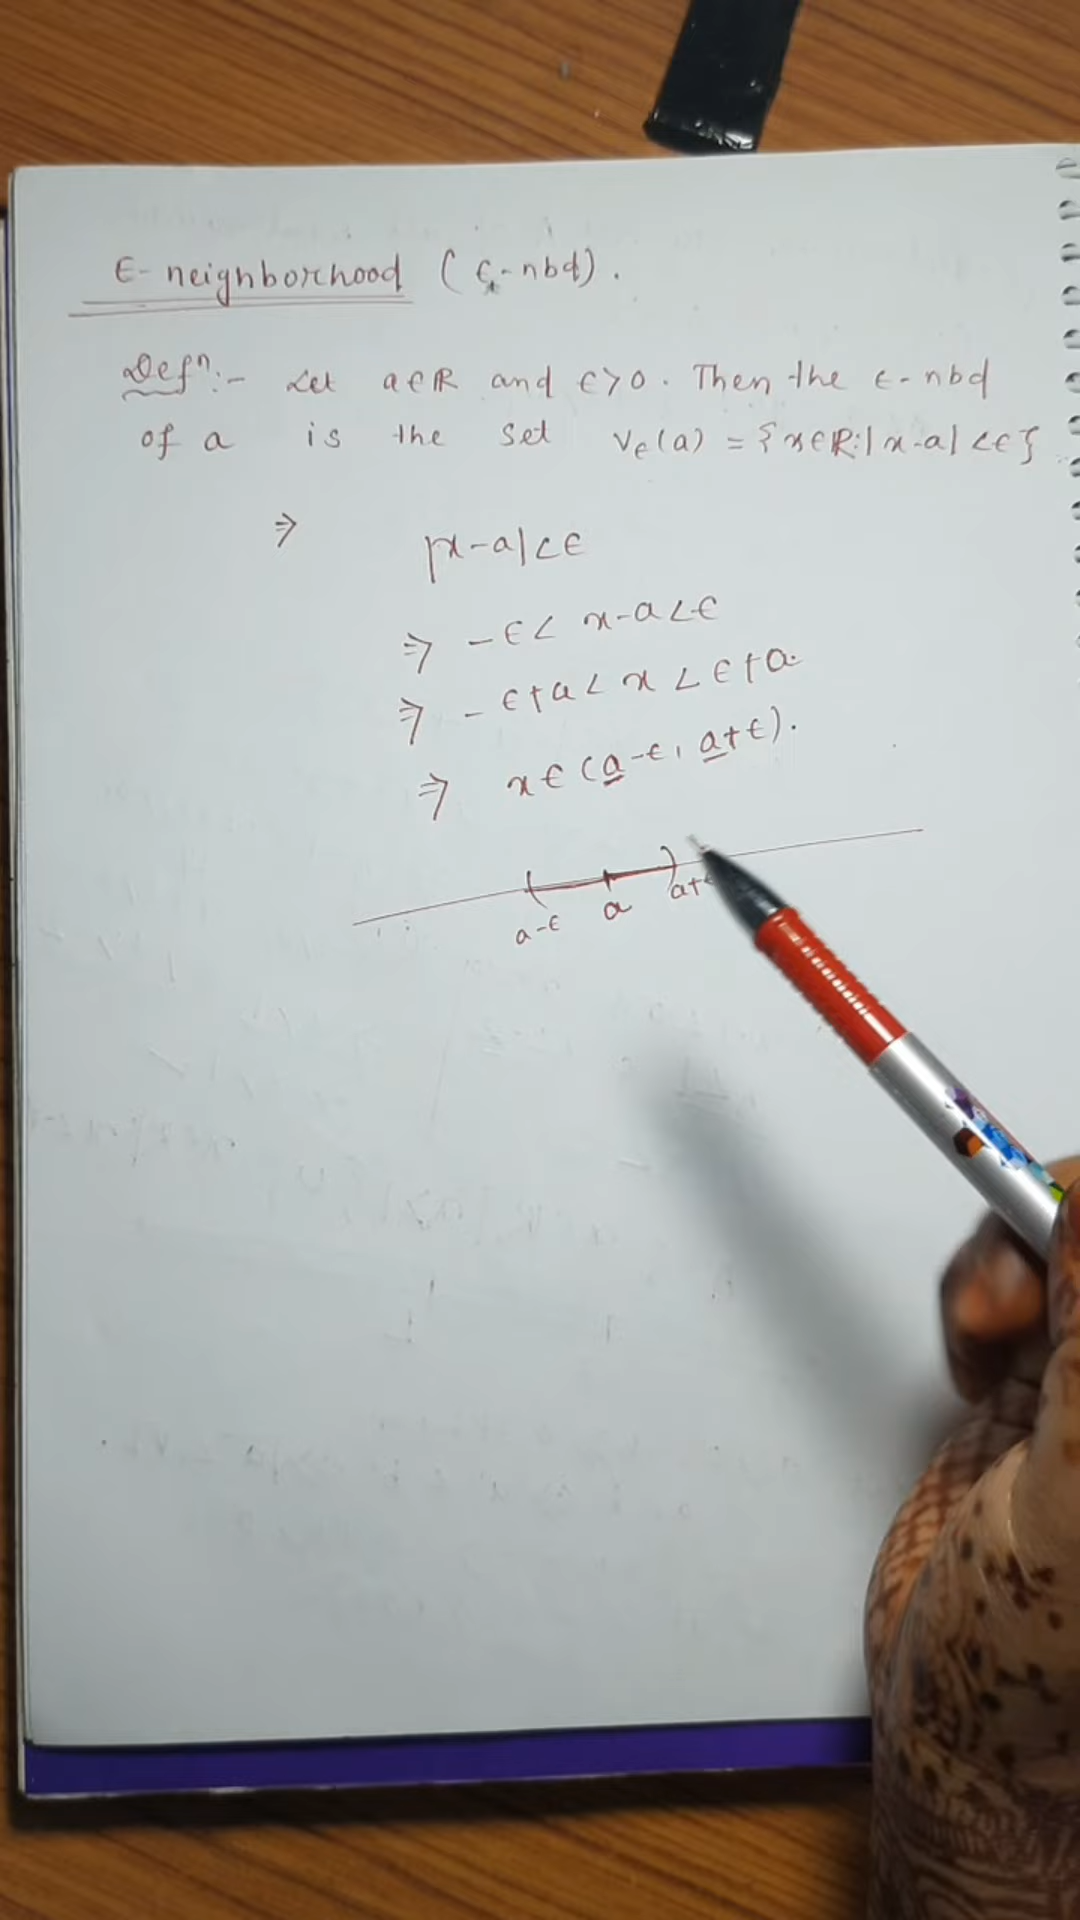 ϵ- neighborhood (ϵ-nbd).
Defⁿ:- Let a∈ℝ and ϵ>0. Then the ϵ-nbd
of a is the set Vϵ(a) = {x∈ℝ:|x-a|<ϵ}
⇒ |x-a|<ϵ
⇒ -ϵ< x-a<ϵ
⇒ -ϵ+a< x <ϵ+a.
⇒ x∈(a-ϵ, a+ϵ).
a-ϵ a a+